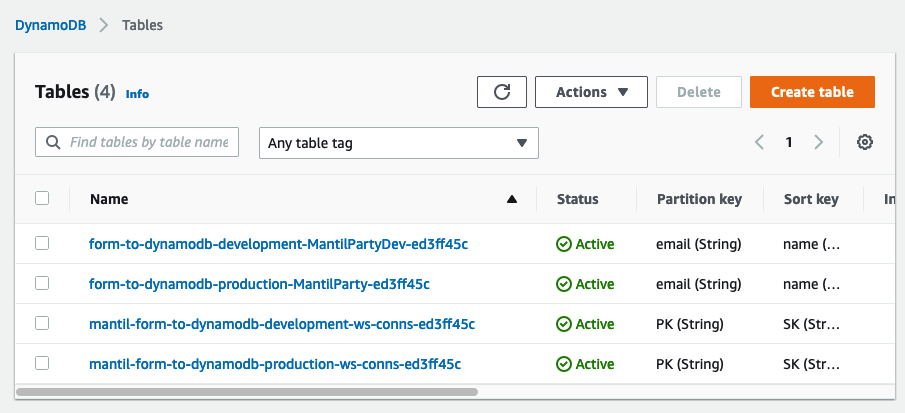 DynamoDB > Tables
Tables (4) Info Actions Delete Create table
Find tables by table name Any table tag 1
Name Status Partition key Sort key In
form-to-dynamodb-development-MantilPartyDev-ed3ff45c Active email (String) name (...
form-to-dynamodb-production-MantilParty-ed3ff45c Active email (String) name (...
mantil-form-to-dynamodb-development-ws-conns-ed3ff45c Active PK (String) SK (Str...
mantil-form-to-dynamodb-production-ws-conns-ed3ff45c Active PK (String) SK (Str...